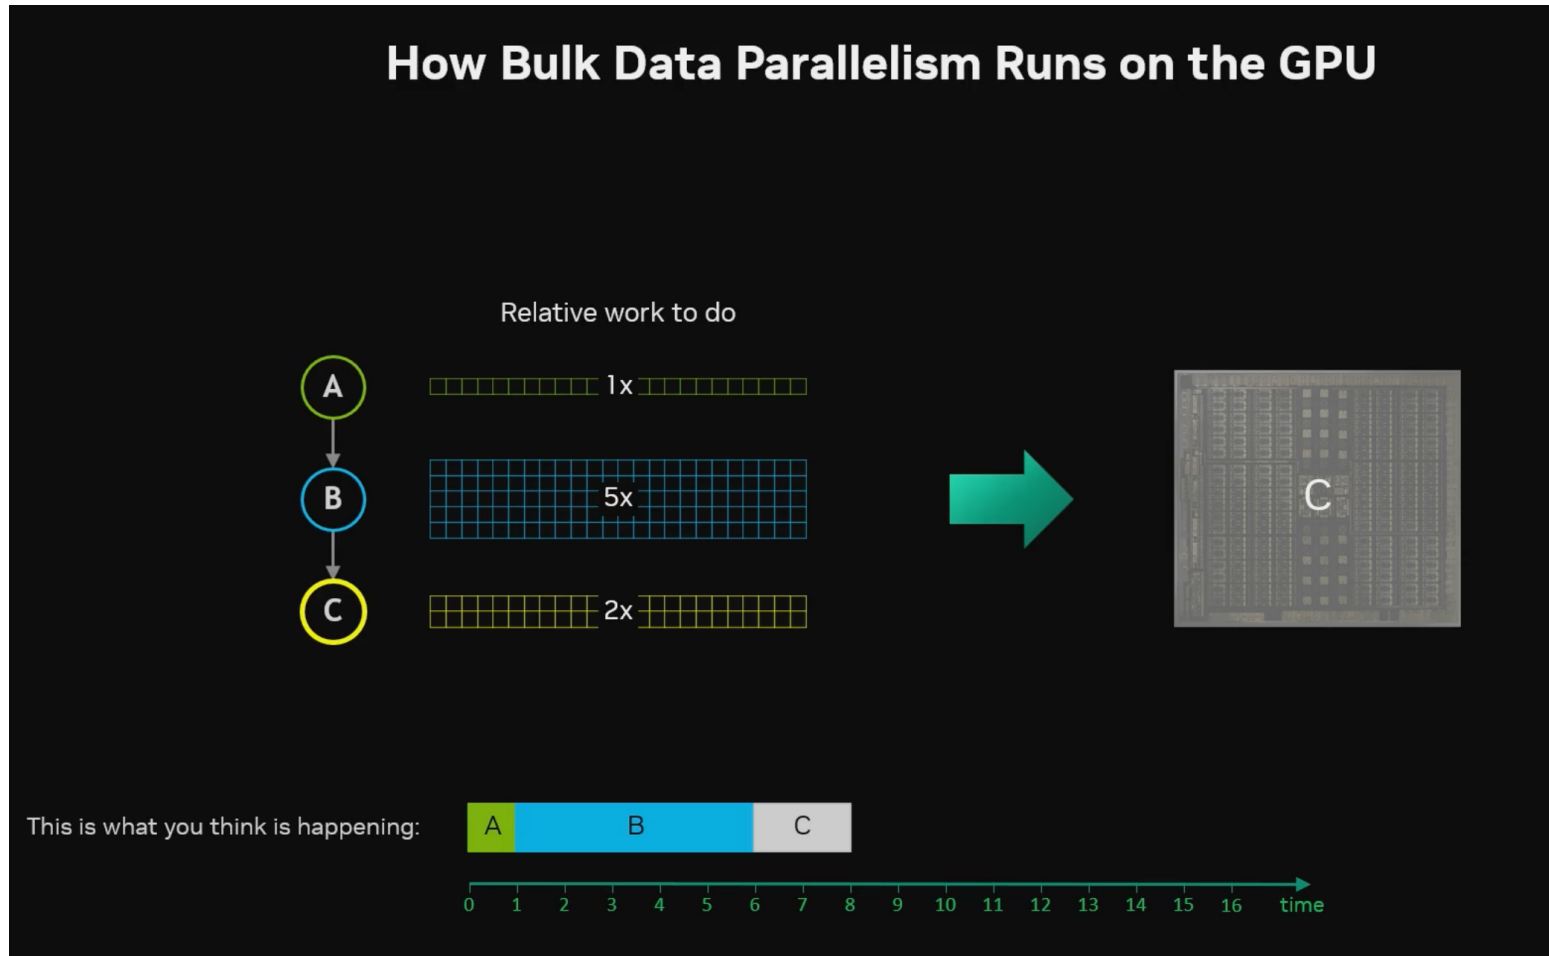 How Bulk Data Parallelism Runs on the GPU
Relative work to do
A
1x
B
5x
C
C
2x
This is what you think is happening:
A
B
C
0 1 2 3 4 5 6 7 8 9 10 11 12 13 14 15 16 time